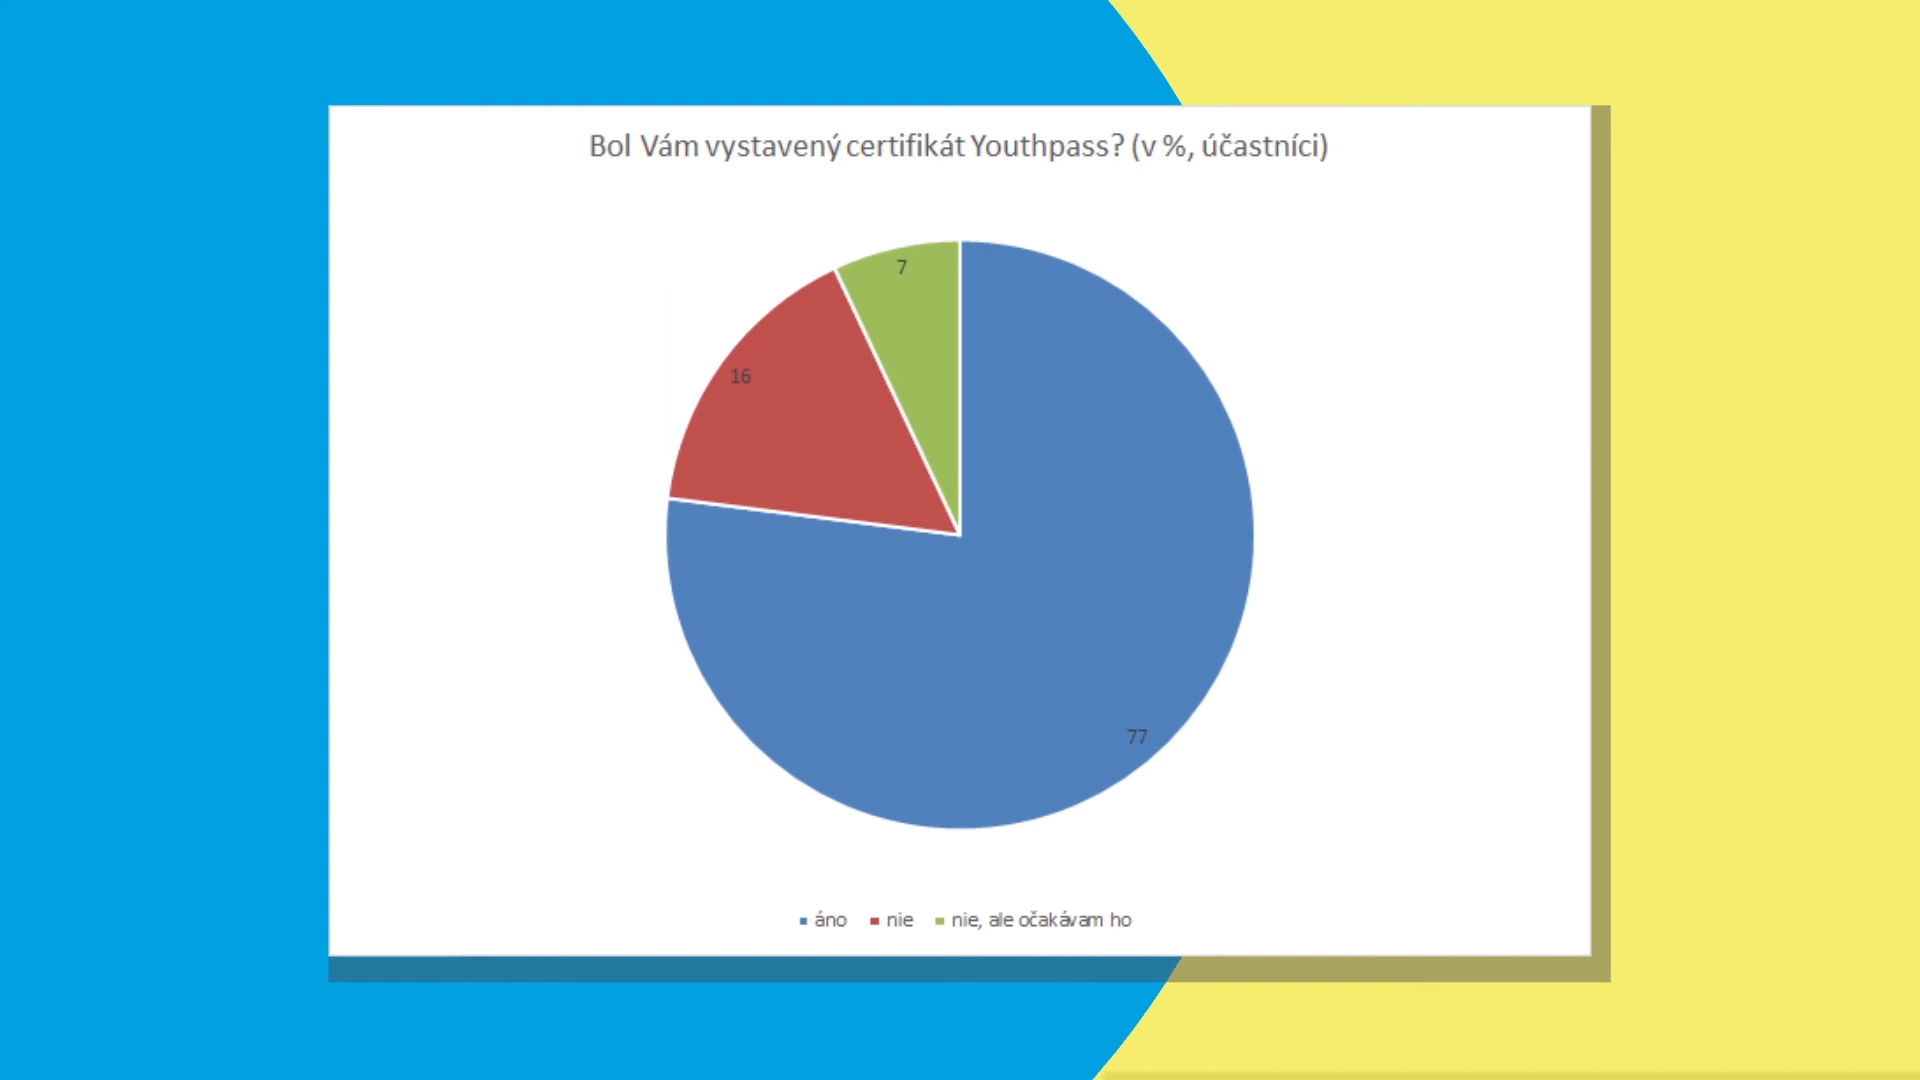 Bol Vám vystavený certifikát Youthpass? (v %, účastníci)
7
16
77
áno nie nie, ale očakávam ho